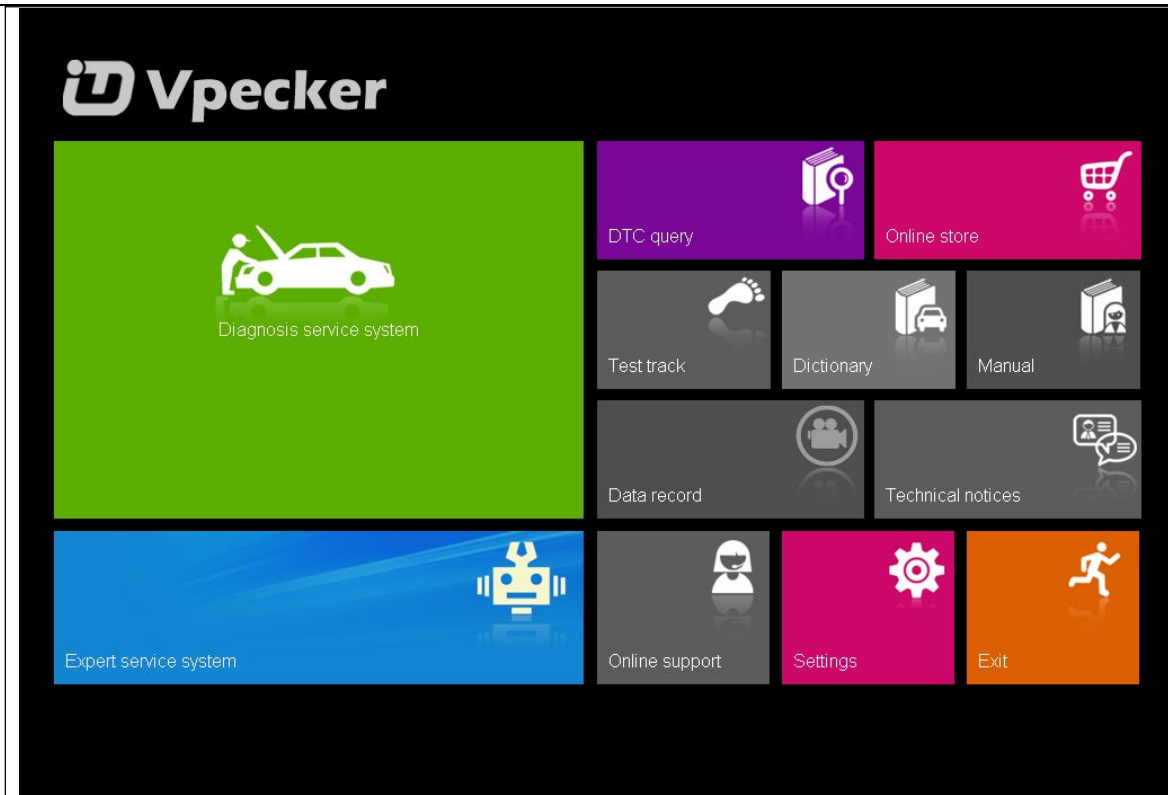 Vpecker
Diagnosis service system
DTC query
Online store
Test track
Dictionary
Manual
Data record
Technical notices
Expert service system
Online support
Settings
Exit